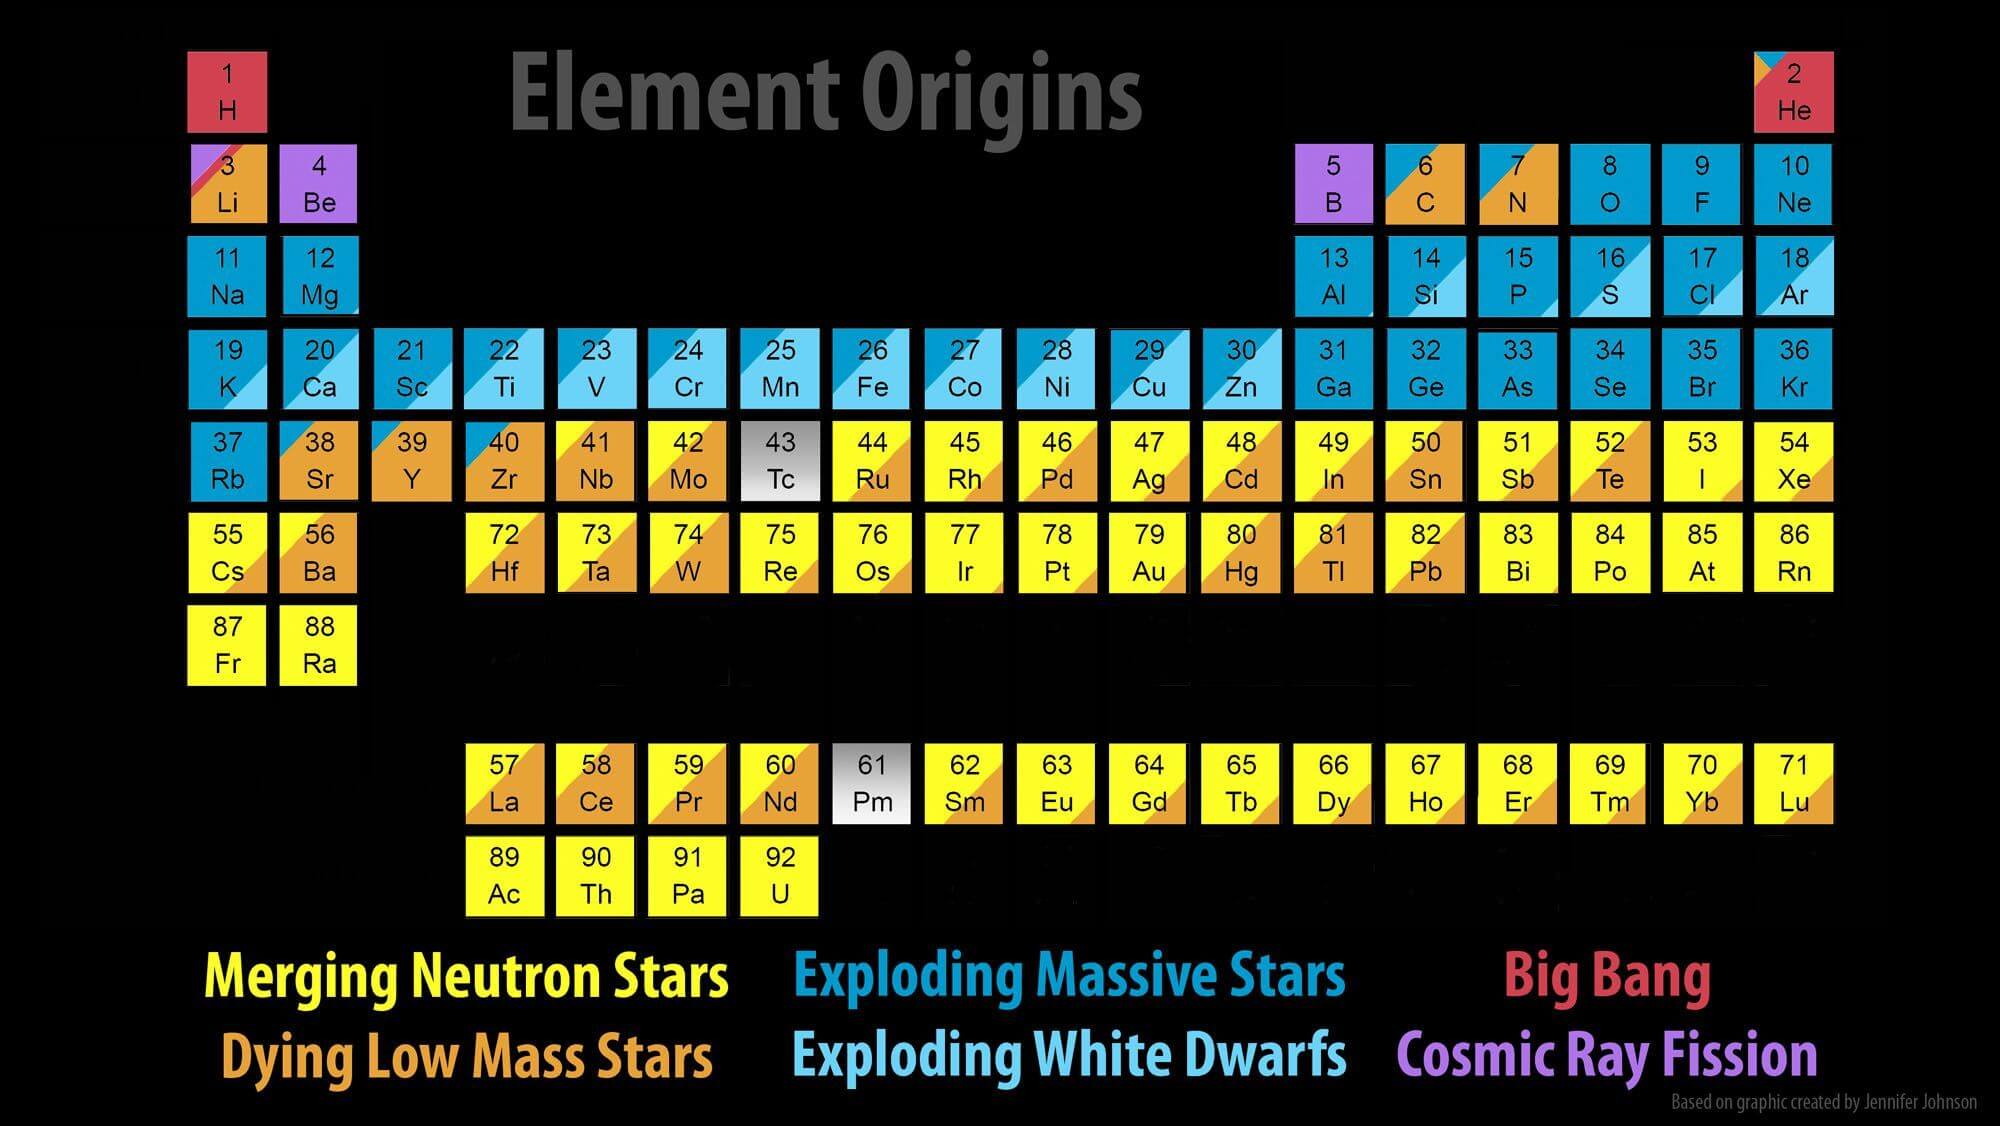 Element Origins
1 2
H He
3 4 5 6 7 8 9 10
Li Be B C N O F Ne
11 12 13 14 15 16 17 18
Na Mg Al Si P S Cl Ar
19 20 21 22 23 24 25 26 27 28 29 30 31 32 33 34 35 36
K Ca Sc Ti V Cr Mn Fe Co Ni Cu Zn Ga Ge As Se Br Kr
37 38 39 40 41 42 43 44 45 46 47 48 49 50 51 52 53 54
Rb Sr Y Zr Nb Mo Tc Ru Rh Pd Ag Cd In Sn Sb Te I Xe
55 56 72 73 74 75 76 77 78 79 80 81 82 83 84 85 86
Cs Ba Hf Ta W Re Os Ir Pt Au Hg Tl Pb Bi Po At Rn
87 88
Fr Ra
57 58 59 60 61 62 63 64 65 66 67 68 69 70 71
La Ce Pr Nd Pm Sm Eu Gd Tb Dy Ho Er Tm Yb Lu
89 90 91 92
Ac Th Pa U
Merging Neutron Stars Exploding Massive Stars Big Bang
Dying Low Mass Stars Exploding White Dwarfs Cosmic Ray Fission
Based on graphic created by Jennifer Johnson